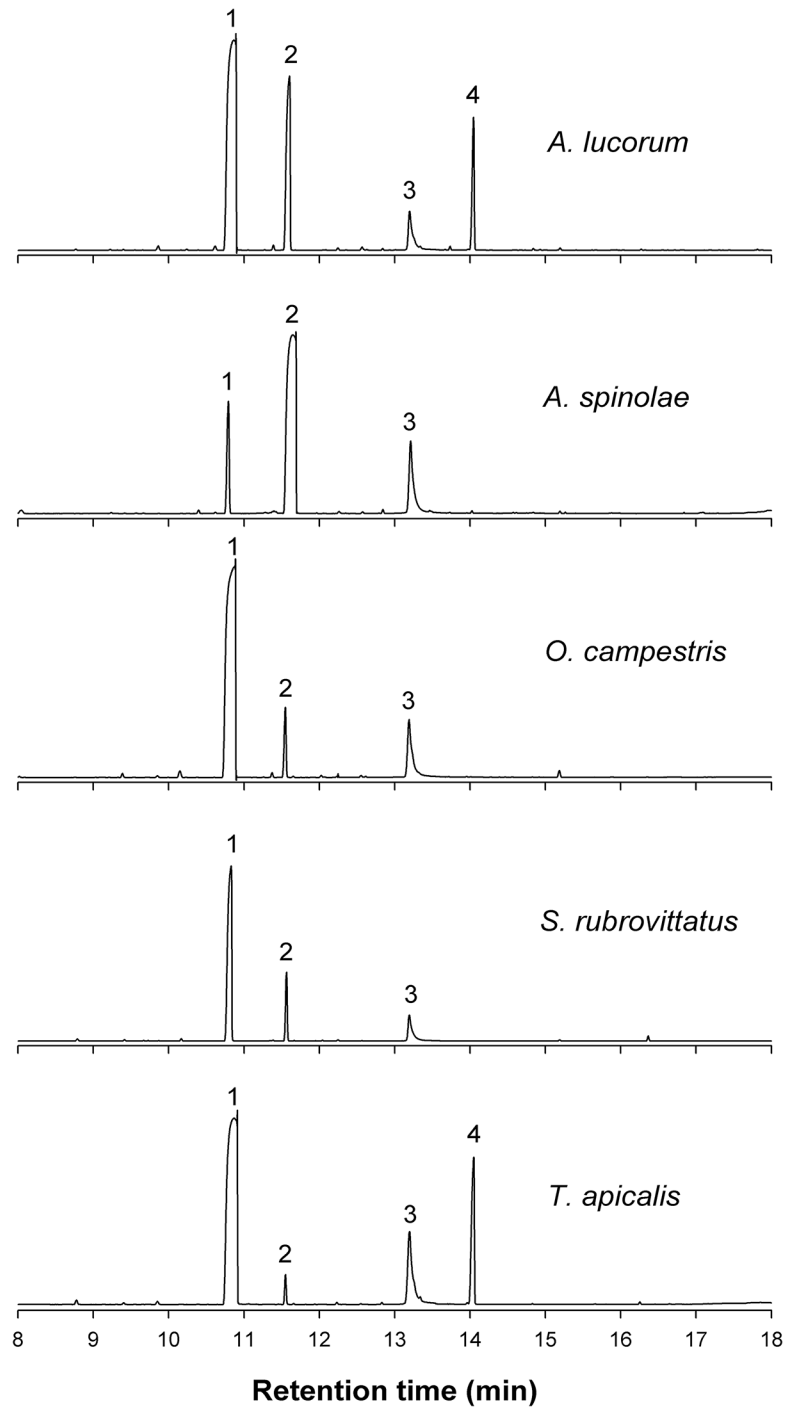 1
2
4
A. lucorum
3
2
1
A. spinolae
3
1
O. campestris
2
3
1
S. rubrovittatus
2
3
1
4
T. apicalis
3
2
8 9 10 11 12 13 14 15 16 17 18
Retention time (min)